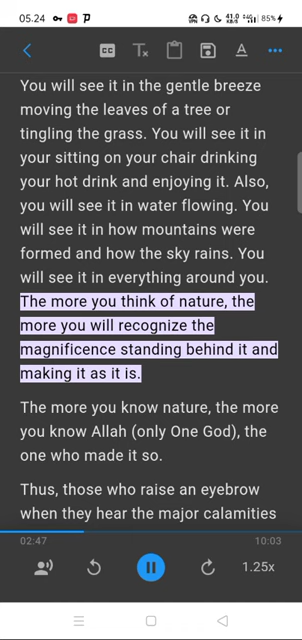 05.24
41.0
KB/S
85%
CC
You will see it in the gentle breeze
moving the leaves of a tree or
tingling the grass. You will see it in
your sitting on your chair drinking
your hot drink and enjoying it. Also,
you will see it in water flowing. You
will see it in how mountains were
formed and how the sky rains. You
will see it in everything around you.
The more you think of nature, the
more you will recognize the
magnificence standing behind it and
making it as it is.
The more you know nature, the more
you know Allah (only One God), the
one who made it so.
Thus, those who raise an eyebrow
when they hear the major calamities
02:47
10:03
1.25x